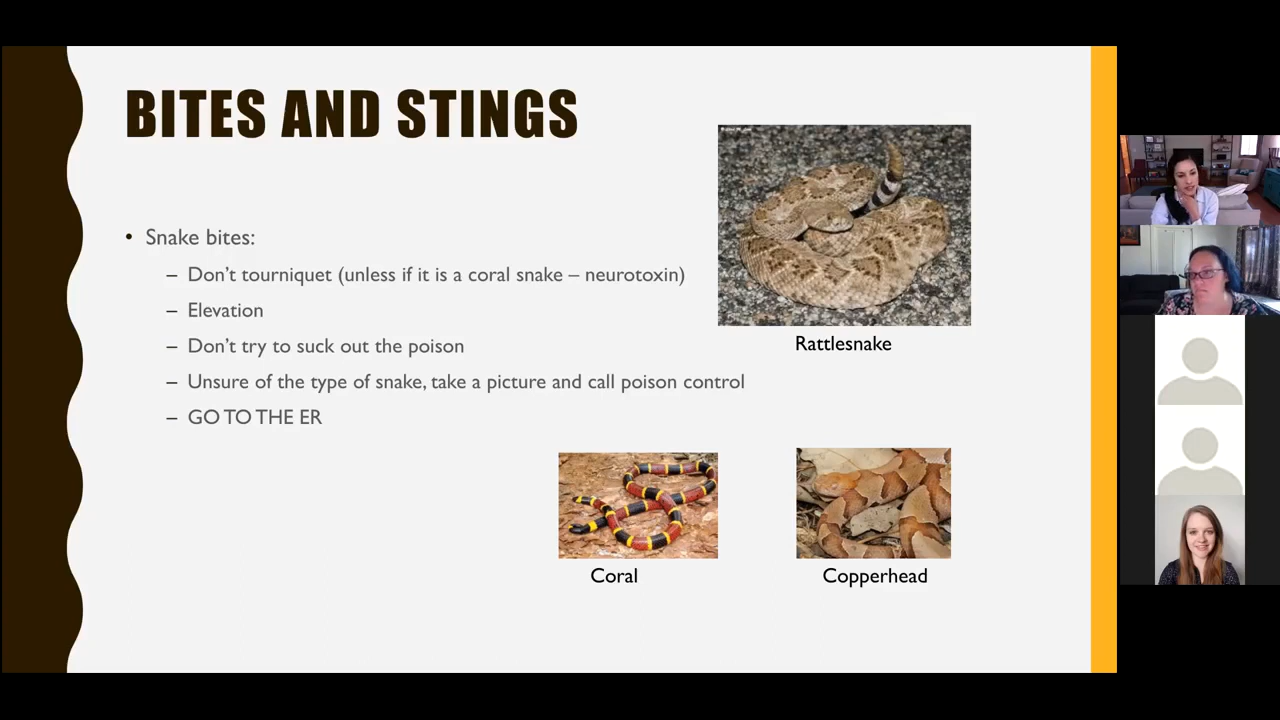 BITES AND STINGS
• Snake bites:
– Don't tourniquet (unless if it is a coral snake – neurotoxin)
– Elevation
– Don't try to suck out the poison
– Unsure of the type of snake, take a picture and call poison control
– GO TO THE ER
Rattlesnake
Coral
Copperhead